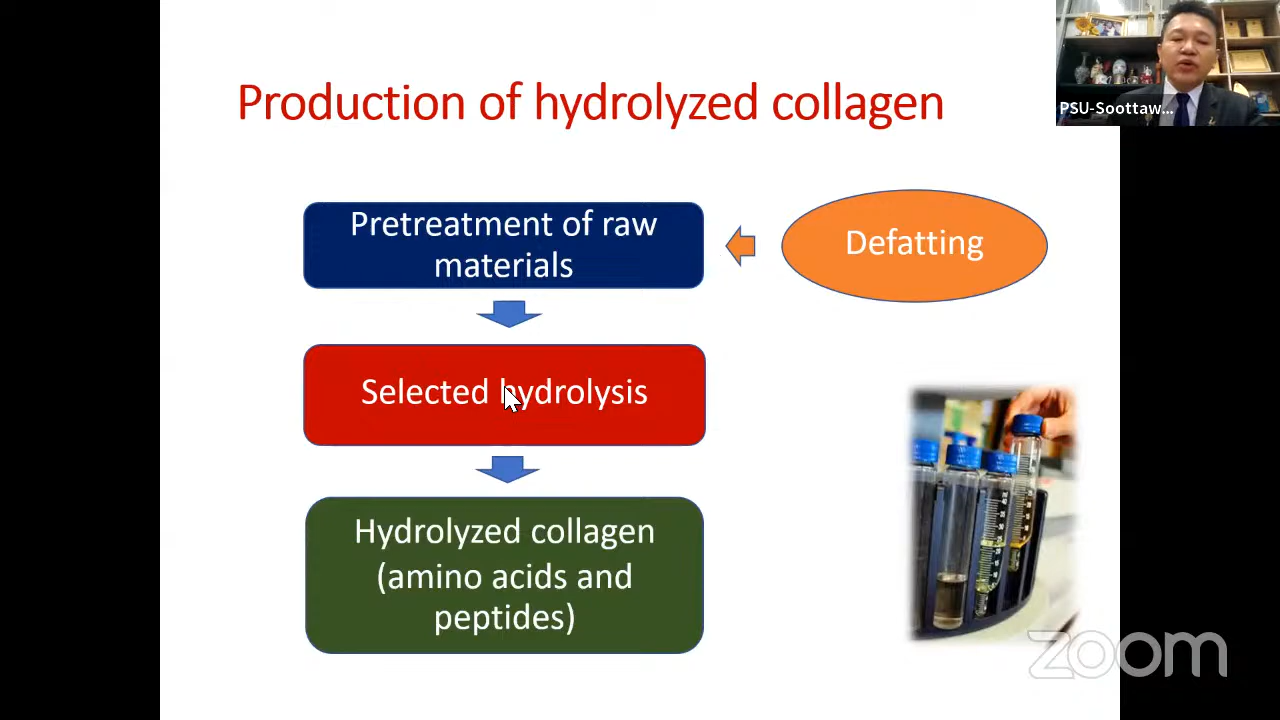 Production of hydrolyzed collagen
PSU-Soottaw...
Pretreatment of raw
materials
Defatting
Selected hydrolysis
Hydrolyzed collagen
(amino acids and
peptides)
zoom